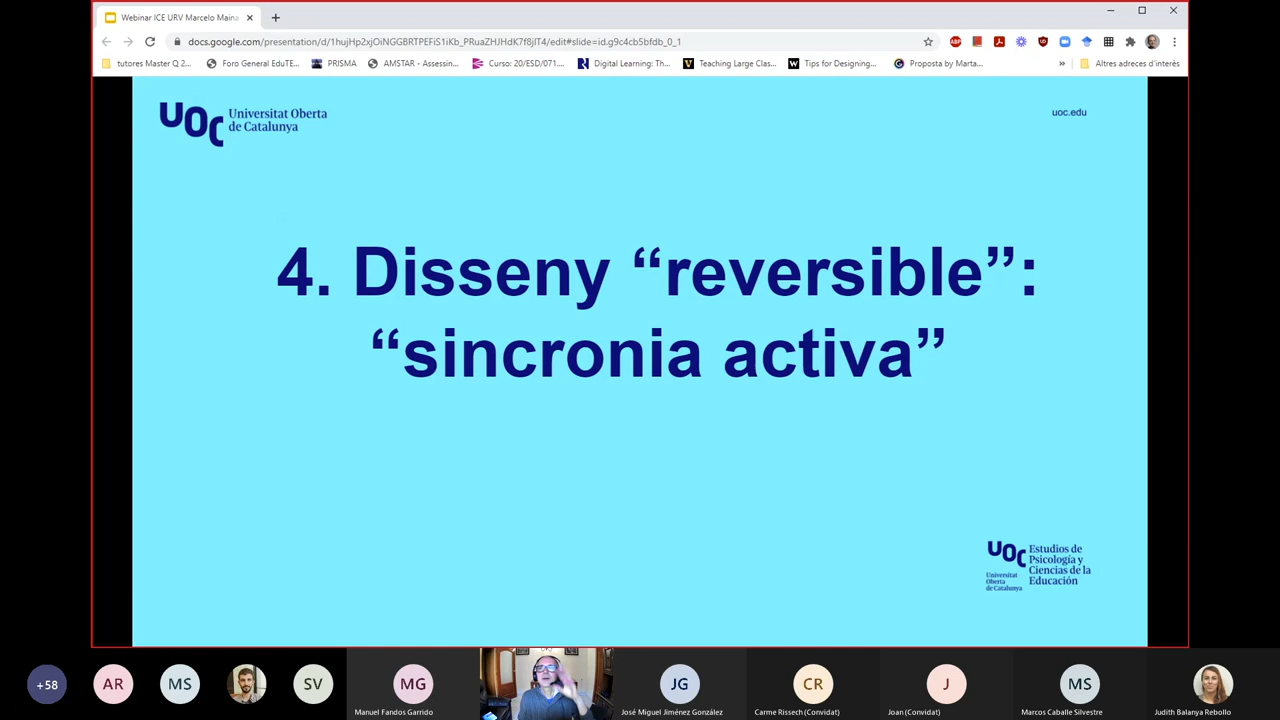 Webinar ICE URV Marcelo Maina
docs.google.com/presentation/d/1hujHp2xjOiNGGBRTPEFiS1iKb_PRuaZHJHdK7f8jIT4/edit#slide=id.g9c4cb5bfdb_0_1
tutores Master Q 2...
Foro General EduTE...
PRISMA
AMSTAR - Assessin...
Curso: 20/ESD/071....
Digital Learning: Th...
Teaching Large Clas...
Tips for Designing...
Proposta by Marta...
»
Altres adreces d'interès
UOC
Universitat Oberta
de Catalunya
uoc.edu
4. Disseny “reversible”:
“sincronia activa”
UOC
Universitat
Oberta
de Catalunya
Estudios de
Psicología y
Ciencias de la
Educación
+58
AR
MS
SV
MG
Manuel Fandos Garrido
JG
José Miguel Jiménez González
CR
Carme Rissech (Convidat)
J
Joan (Convidat)
MS
Marcos Caballe Silvestre
Judith Balanya Rebollo